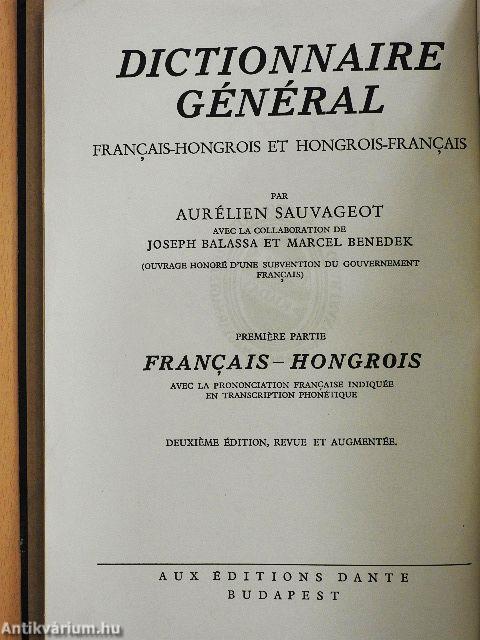 DICTIONNAIRE
GÉNÉRAL
FRANÇAIS-HONGROIS ET HONGROIS-FRANÇAIS
PAR
AURÉLIEN SAUVAGEOT
AVEC LA COLLABORATION DE
JOSEPH BALASSA ET MARCEL BENEDEK
(OUVRAGE HONORÉ D'UNE SUBVENTION DU GOUVERNEMENT
FRANÇAIS)
PREMIÈRE PARTIE
FRANÇAIS – HONGROIS
AVEC LA PRONONCIATION FRANÇAISE INDIQUÉE
EN TRANSCRIPTION PHONÉTIQUE
DEUXIÈME ÉDITION, REVUE ET AUGMENTÉE.
AUX ÉDITIONS DANTE
BUDAPEST
Antikvárium.hu